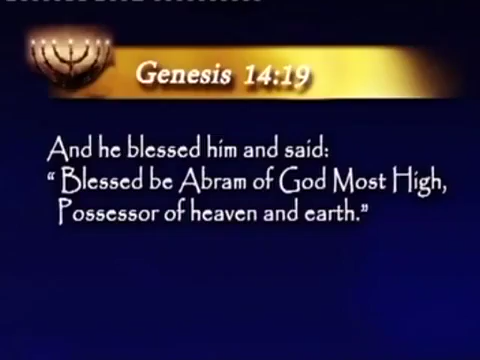 Genesis 14:19
And he blessed him and said:
“ Blessed be Abram of God Most High,
Possessor of heaven and earth.”